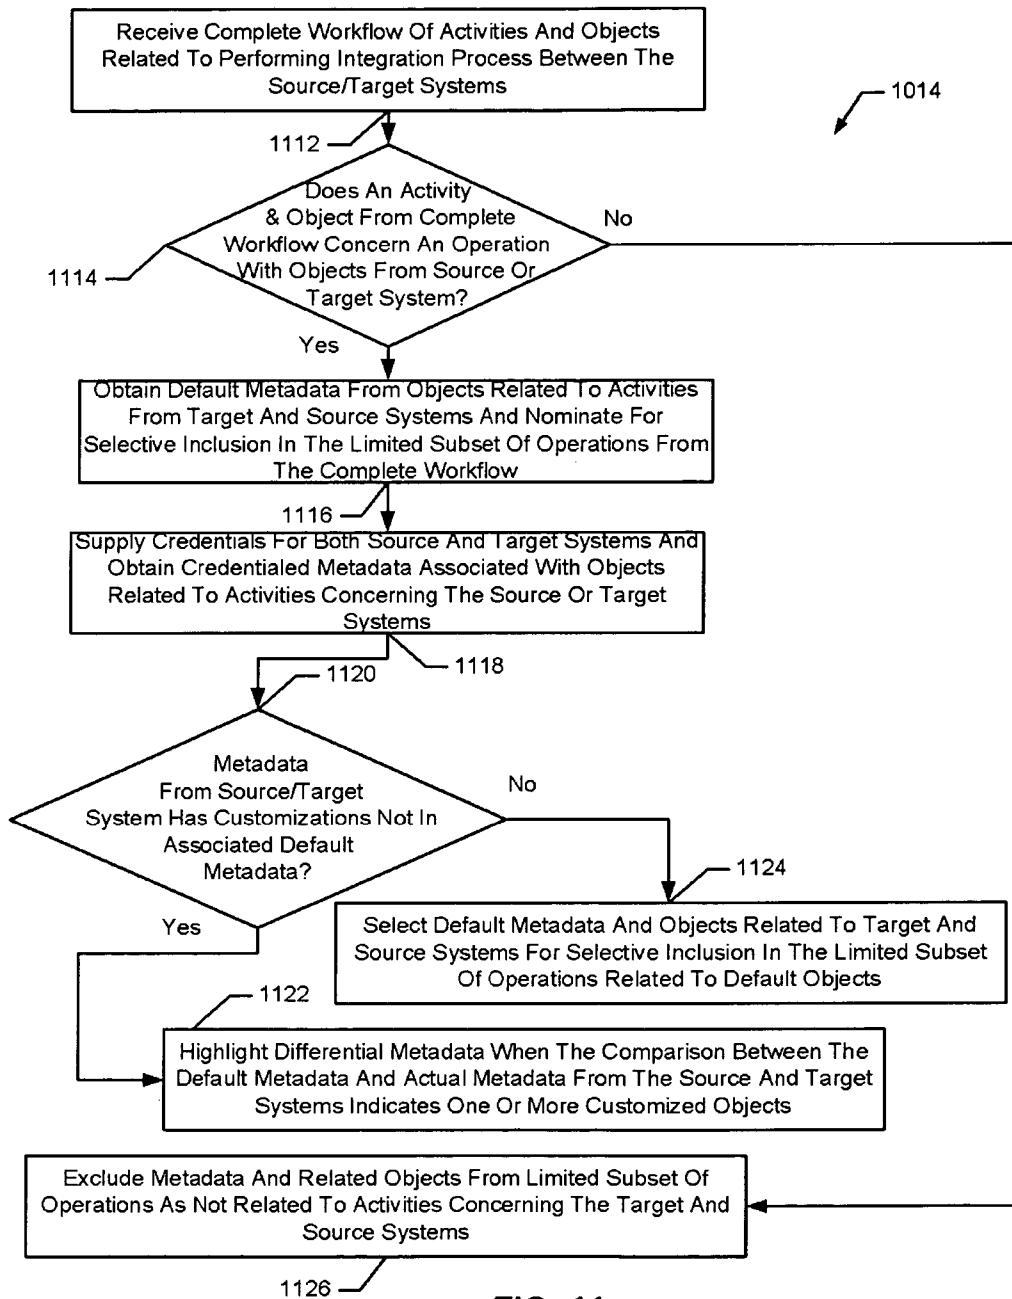 Receive Complete Workflow Of Activities And Objects
Related To Performing Integration Process Between The
Source/Target Systems
1014
1112
Does An Activity
& Object From Complete
Workflow Concern An Operation
With Objects From Source Or
Target System?
No
1114
Yes
Obtain Default Metadata From Objects Related To Activities
From Target And Source Systems And Nominate For
Selective Inclusion In The Limited Subset Of Operations From
The Complete Workflow
1116
Supply Credentials For Both Source And Target Systems And
Obtain Credentialed Metadata Associated With Objects
Related To Activities Concerning The Source Or Target
Systems
1118
1120
Metadata
From Source/Target
System Has Customizations Not In
Associated Default
Metadata?
No
1124
Yes
Select Default Metadata And Objects Related To Target And
Source Systems For Selective Inclusion In The Limited Subset
Of Operations Related To Default Objects
1122
Highlight Differential Metadata When The Comparison Between The
Default Metadata And Actual Metadata From The Source And Target
Systems Indicates One Or More Customized Objects
Exclude Metadata And Related Objects From Limited Subset Of
Operations As Not Related To Activities Concerning The Target And
Source Systems
1126